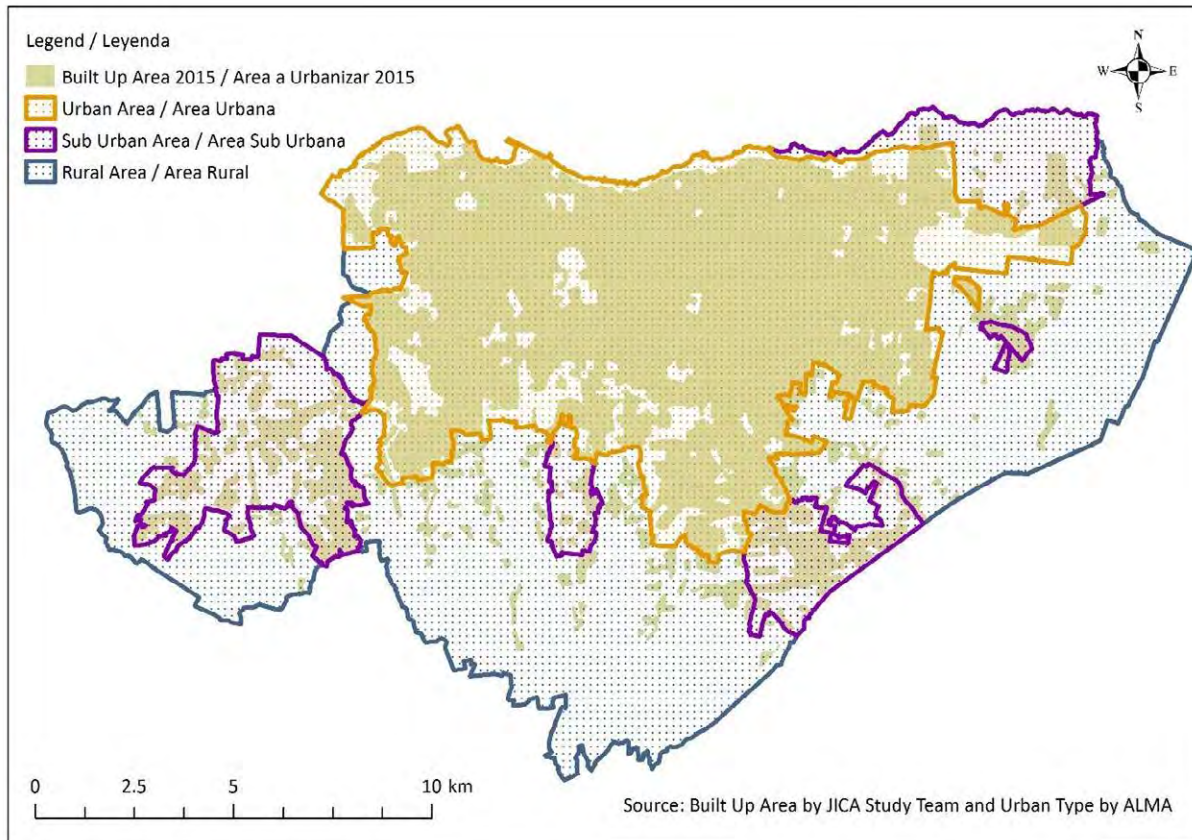 Legend / Leyenda
Built Up Area 2015 / Area a Urbanizar 2015
Urban Area / Area Urbana
Sub Urban Area / Area Sub Urbana
Rural Area / Area Rural
N
W E
S
0 2.5 5 10 km
Source: Built Up Area by JICA Study Team and Urban Type by ALMA